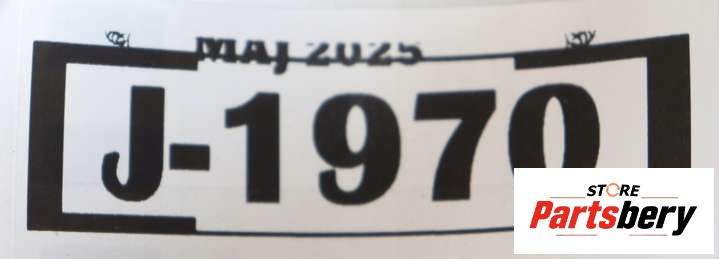 MAJ 2025
J-1970
STORE
Partsbery